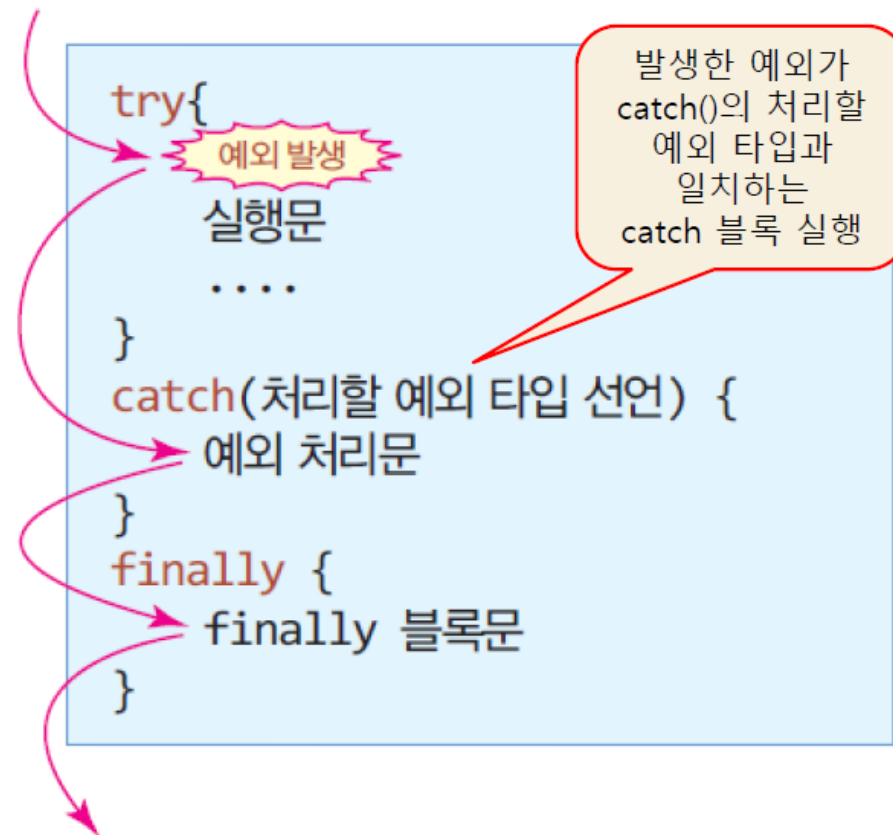 try{
예외 발생
실행문
....
}
catch(처리할 예외 타입 선언) {
예외 처리문
}
finally {
finally 블록문
}
발생한 예외가
catch()의 처리할
예외 타입과
일치하는
catch 블록 실행